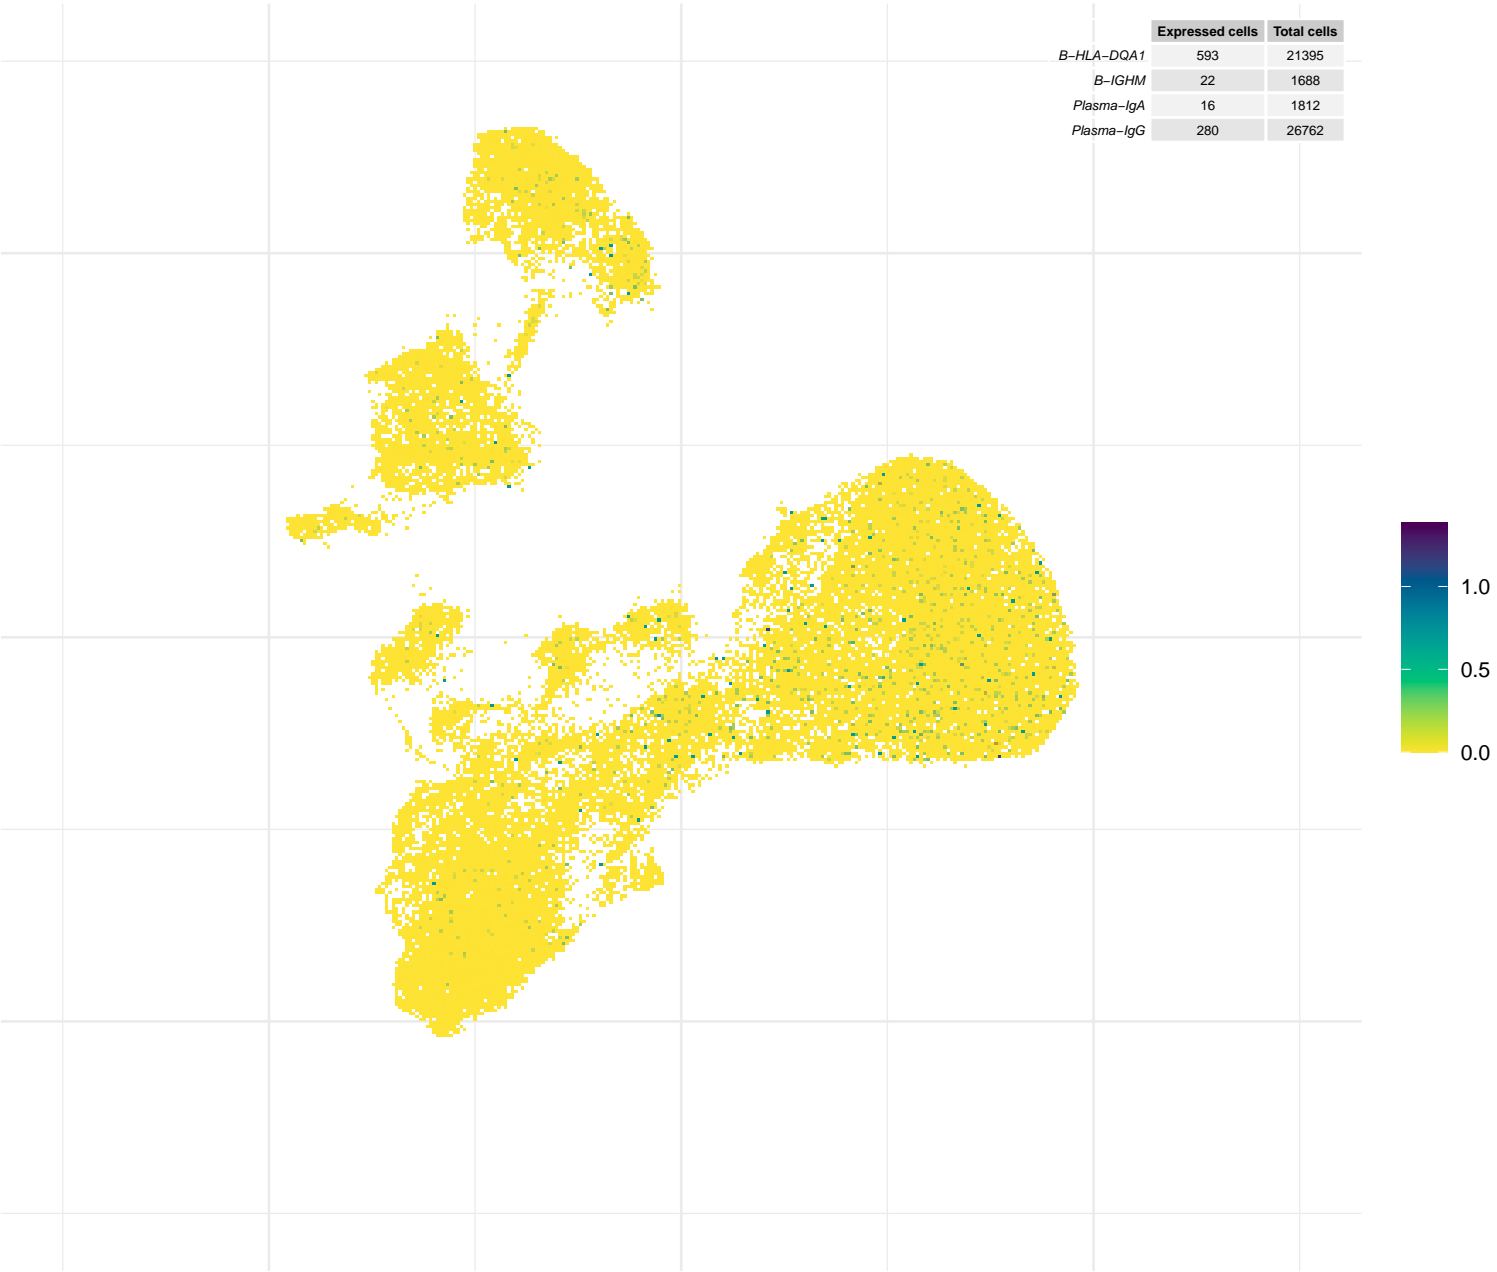 Expressed cells Total cells
B−HLA−DQA1 593 21395
B−IGHM 22 1688
Plasma−IgA 16 1812
Plasma−IgG 280 26762
1.0
0.5
0.0